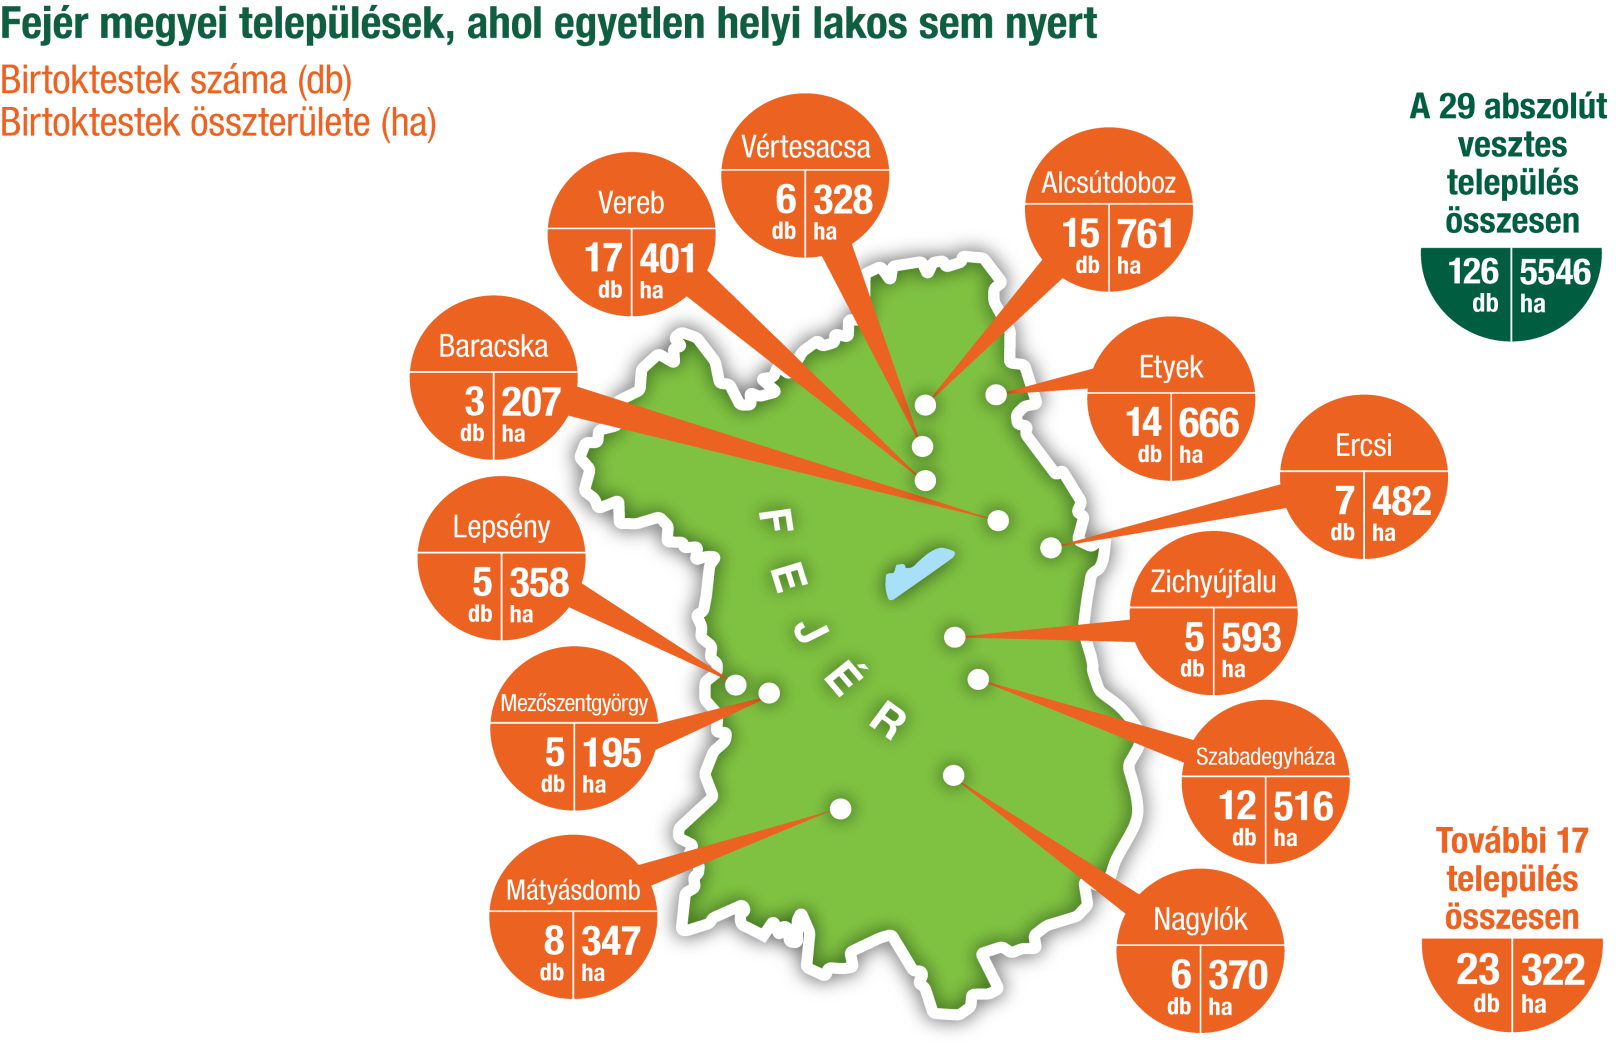 Fejér megyei települések, ahol egyetlen helyi lakos sem nyert
Birtoktestek száma (db)
Birtoktestek összterülete (ha)
A 29 abszolút
vesztes
település
összesen
126 5546
db ha
Vértesacsa
6 328
db ha
Alcsútdoboz
15 761
db ha
Vereb
17 401
db ha
Baracska
3 207
db ha
Etyek
14 666
db ha
Ercsi
7 482
db ha
Lepsény
5 358
db ha
Zichyújfalu
5 593
db ha
FEJÉR
Mezőszentgyörgy
5 195
db ha
Szabadegyháza
12 516
db ha
Mátyásdomb
8 347
db ha
Nagylók
6 370
db ha
További 17
település
összesen
23 322
db ha